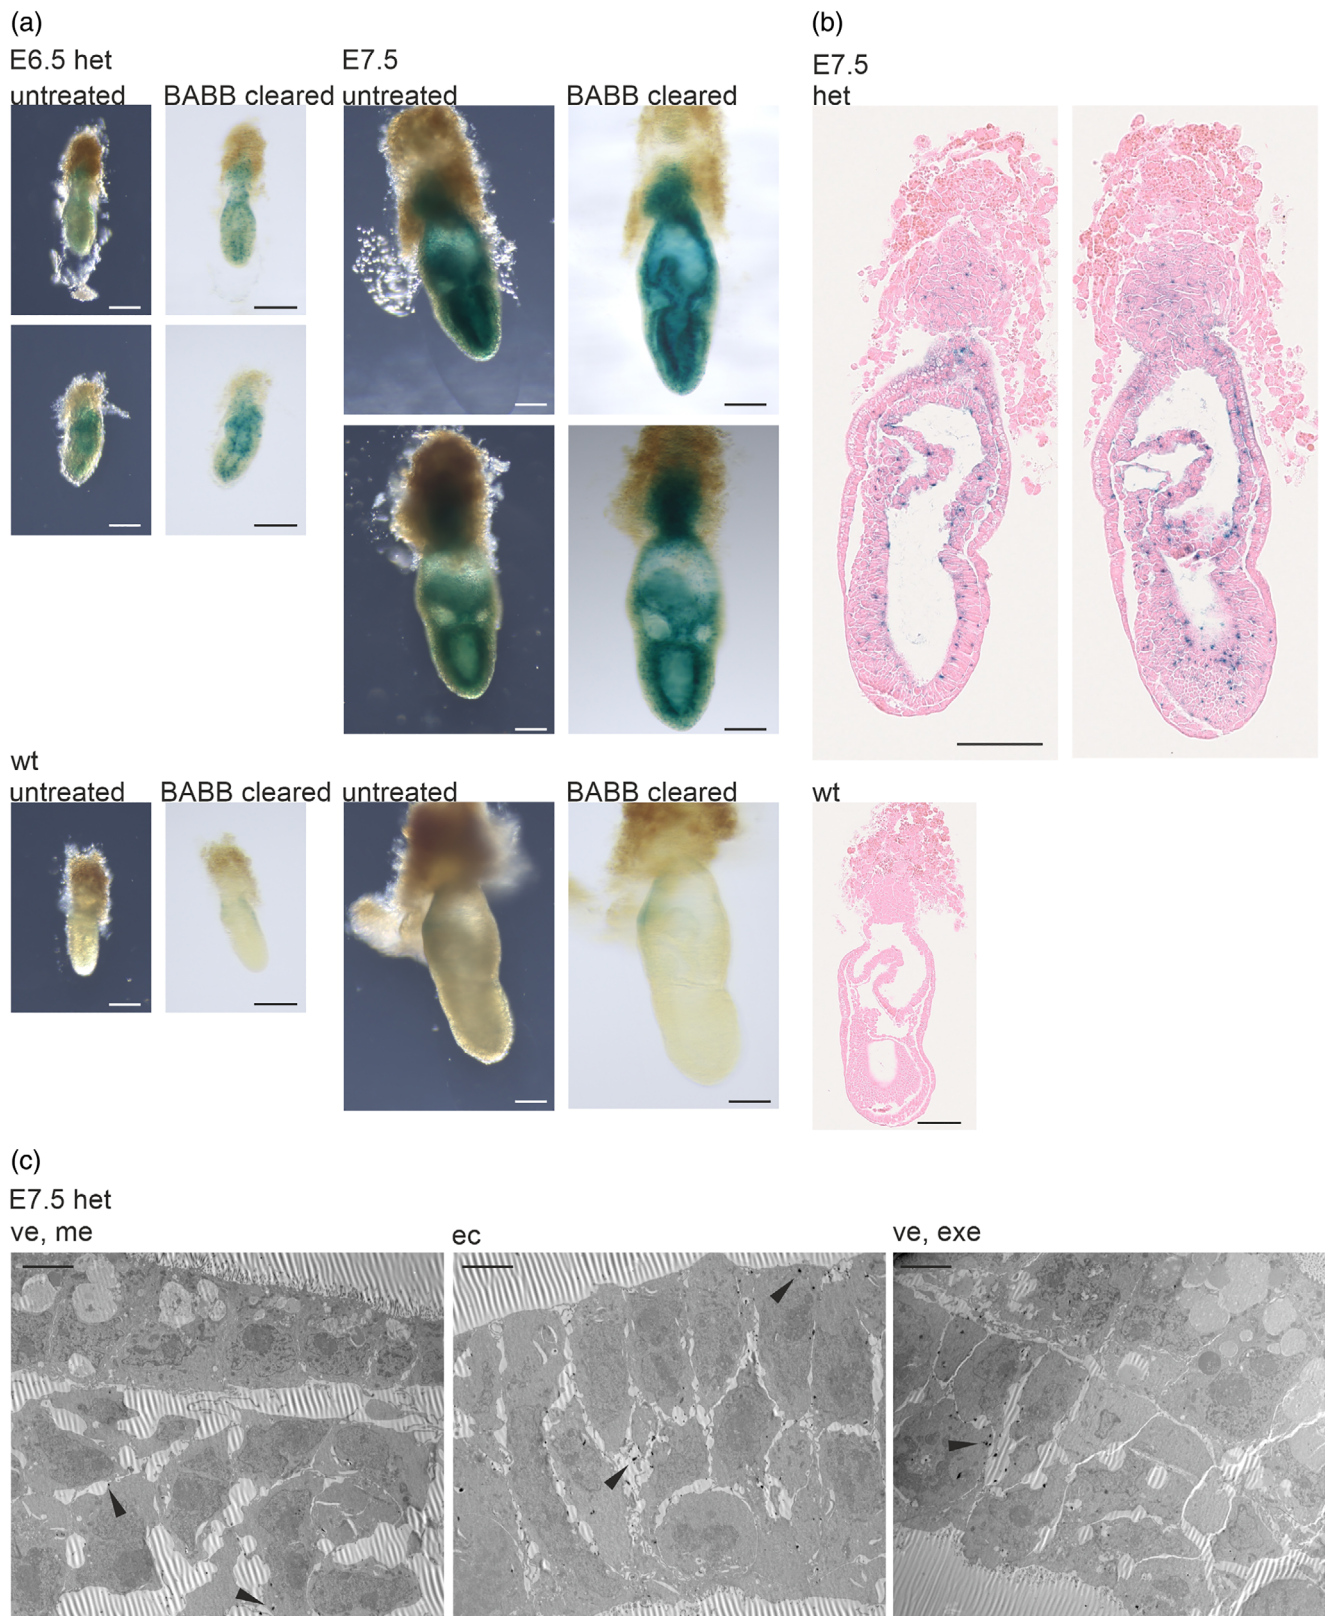 (a)
E6.5 het
untreated BABB cleared
E7.5
untreated BABB cleared
(b)
E7.5
het
wt
untreated BABB cleared untreated BABB cleared
wt
(c)
E7.5 het
ve, me
ec
ve, exe